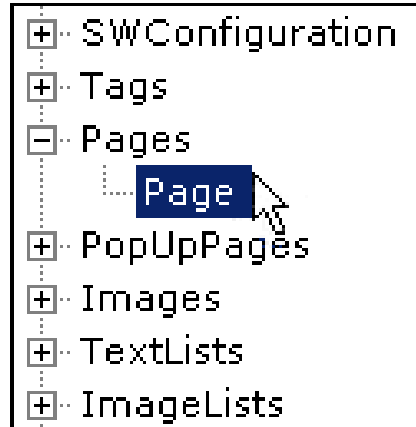 SWConfiguration
Tags
Pages
Page
PopUpPages
Images
TextLists
ImageLists